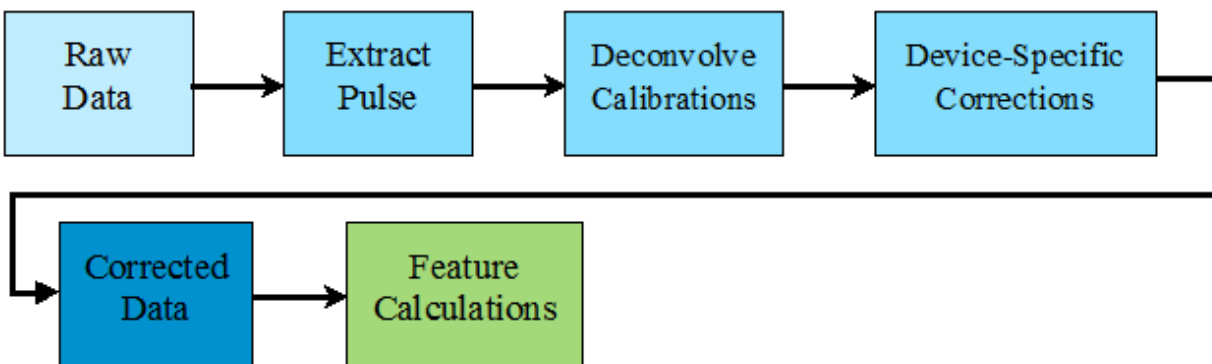 Raw
Data
Extract
Pulse
Deconvolve
Calibrations
Device-Specific
Corrections
Corrected
Data
Feature
Calculations